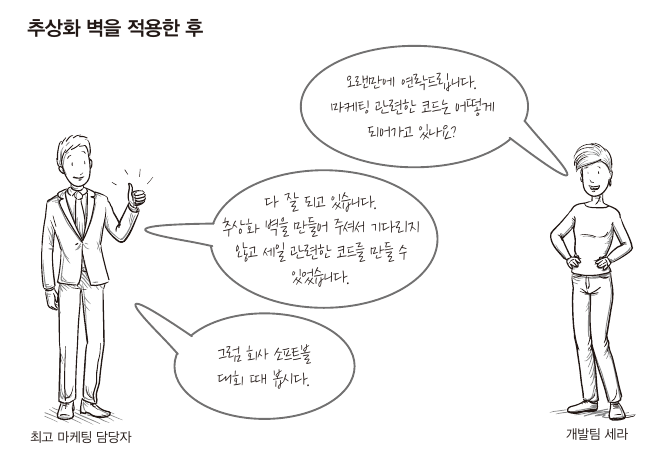 추상화 벽을 적용한 후
오랜만에 연락드립니다.
마케팅 관련한 코드는 어떻게
되어가고 있나요?
다 잘 되고 있습니다.
추상화 벽을 만들어 주셔서 기다리지
않고 세일 관련한 코드를 만들 수
있었습니다.
그럼 회사 소프트볼
대회 때 봅시다.
최고 마케팅 담당자
개발팀 세라